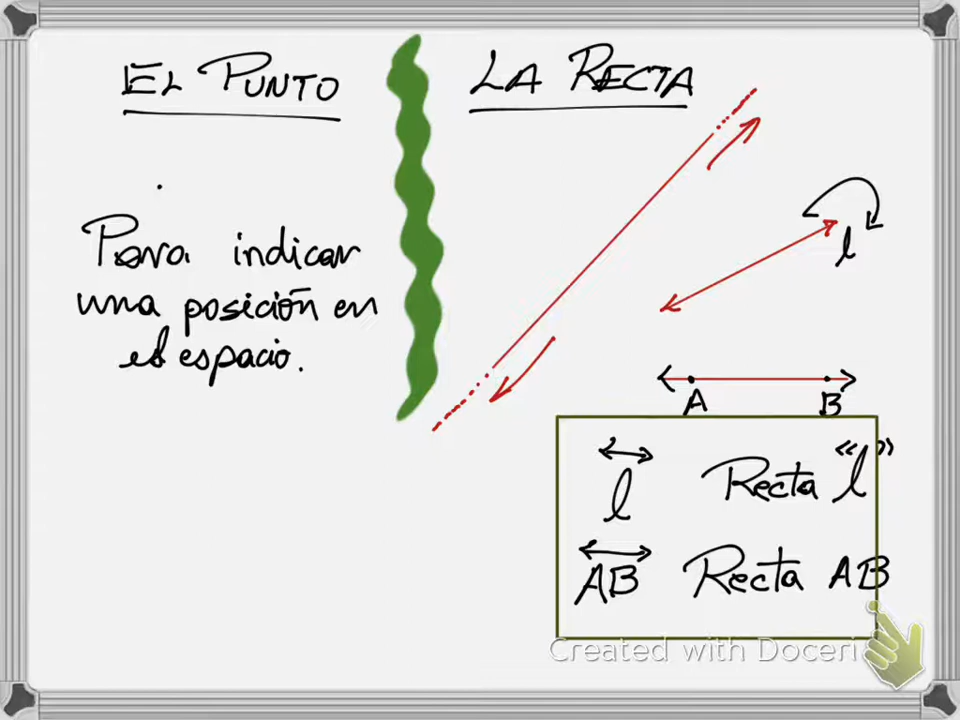 EL PUNTO
Para indicar
una posición en
el espacio.
LA RECTA
l
A B
l Recta «l»
AB Recta AB
Created with Doceri